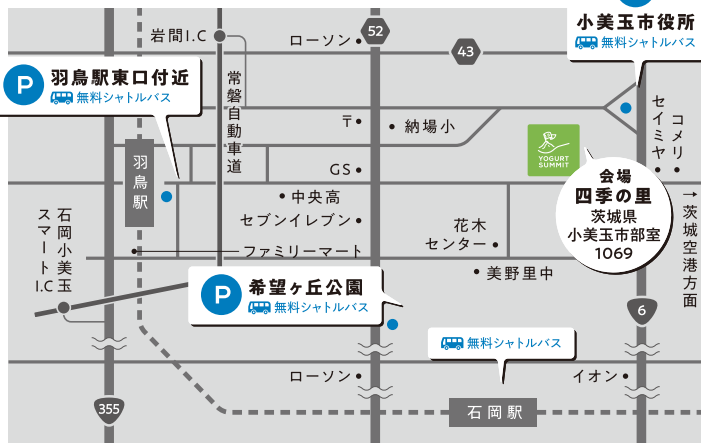 小美玉市役所
無料シャトルバス
岩間I.C
ローソン
52
43
P
羽鳥駅東口付近
無料シャトルバス
常磐自動車道
〒
納場小
セイミヤ
コメリ
YOGURT
SUMMIT
羽鳥駅
GS
会場
四季の里
茨城県
小美玉市部室
1069
中央高
セブンイレブン
花木
センター
→茨城空港方面
石岡小美玉
スマートI.C
ファミリーマート
美野里中
P
希望ヶ丘公園
無料シャトルバス
6
無料シャトルバス
ローソン
イオン
355
石岡駅